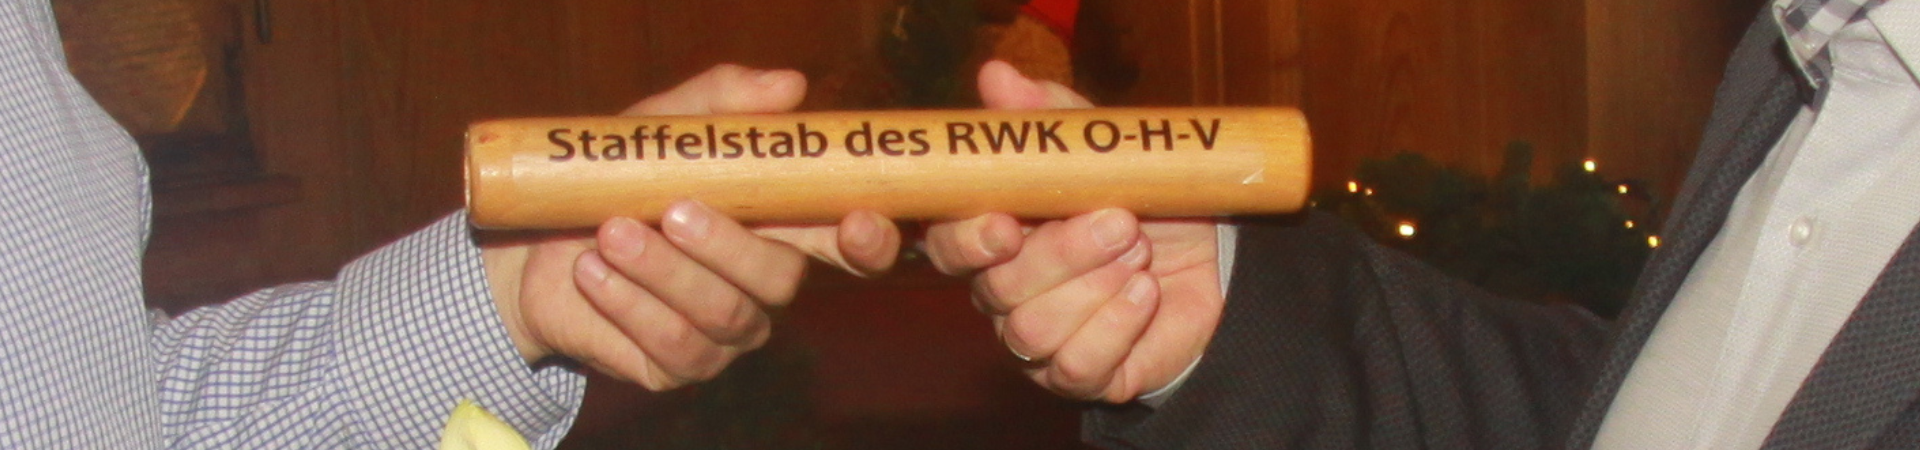 Staffelstab des RWK O-H-V